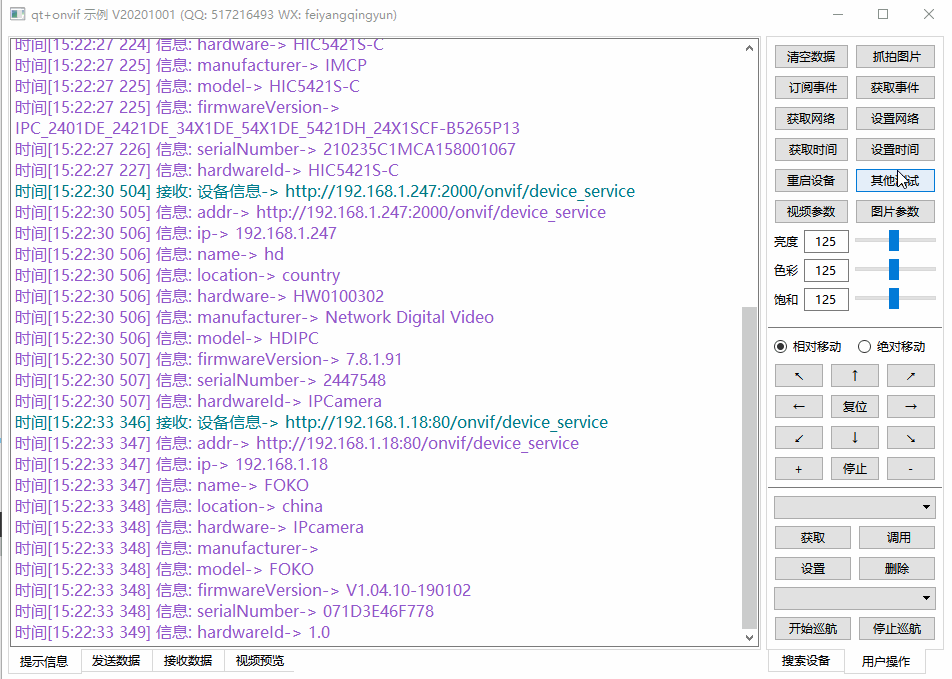 qt+onvif 示例 V20201001 (QQ: 517216493 WX: feiyangqingyun)
时间[15:22:27 224] 信息: hardware-> HIC5421S-C
时间[15:22:27 225] 信息: manufacturer-> IMCP
时间[15:22:27 225] 信息: model-> HIC5421S-C
时间[15:22:27 225] 信息: firmwareVersion->
IPC_2401DE_2421DE_34X1DE_54X1DE_5421DH_24X1SCF-B5265P13
时间[15:22:27 226] 信息: serialNumber-> 210235C1MCA158001067
时间[15:22:27 227] 信息: hardwareId-> HIC5421S-C
时间[15:22:30 504] 接收: 设备信息-> http://192.168.1.247:2000/onvif/device_service
时间[15:22:30 505] 信息: addr-> http://192.168.1.247:2000/onvif/device_service
时间[15:22:30 506] 信息: ip-> 192.168.1.247
时间[15:22:30 506] 信息: name-> hd
时间[15:22:30 506] 信息: location-> country
时间[15:22:30 506] 信息: hardware-> HW0100302
时间[15:22:30 506] 信息: manufacturer-> Network Digital Video
时间[15:22:30 506] 信息: model-> HDIPC
时间[15:22:30 507] 信息: firmwareVersion-> 7.8.1.91
时间[15:22:30 507] 信息: serialNumber-> 2447548
时间[15:22:30 507] 信息: hardwareId-> IPCamera
时间[15:22:33 346] 接收: 设备信息-> http://192.168.1.18:80/onvif/device_service
时间[15:22:33 347] 信息: addr-> http://192.168.1.18:80/onvif/device_service
时间[15:22:33 347] 信息: ip-> 192.168.1.18
时间[15:22:33 347] 信息: name-> FOKO
时间[15:22:33 348] 信息: location-> china
时间[15:22:33 348] 信息: hardware-> IPcamera
时间[15:22:33 348] 信息: manufacturer->
时间[15:22:33 348] 信息: model-> FOKO
时间[15:22:33 348] 信息: firmwareVersion-> V1.04.10-190102
时间[15:22:33 348] 信息: serialNumber-> 071D3E46F778
时间[15:22:33 349] 信息: hardwareId-> 1.0
提示信息 发送数据 接收数据 视频预览
清空数据 抓拍图片
订阅事件 获取事件
获取网络 设置网络
获取时间 设置时间
重启设备 其他测试
视频参数 图片参数
亮度 125
色彩 125
饱和 125
相对移动 绝对移动
↖ ↑ ↗
← 复位 →
↙ ↓ ↘
+ 停止 -
获取 调用
设置 删除
开始巡航 停止巡航
搜索设备 用户操作